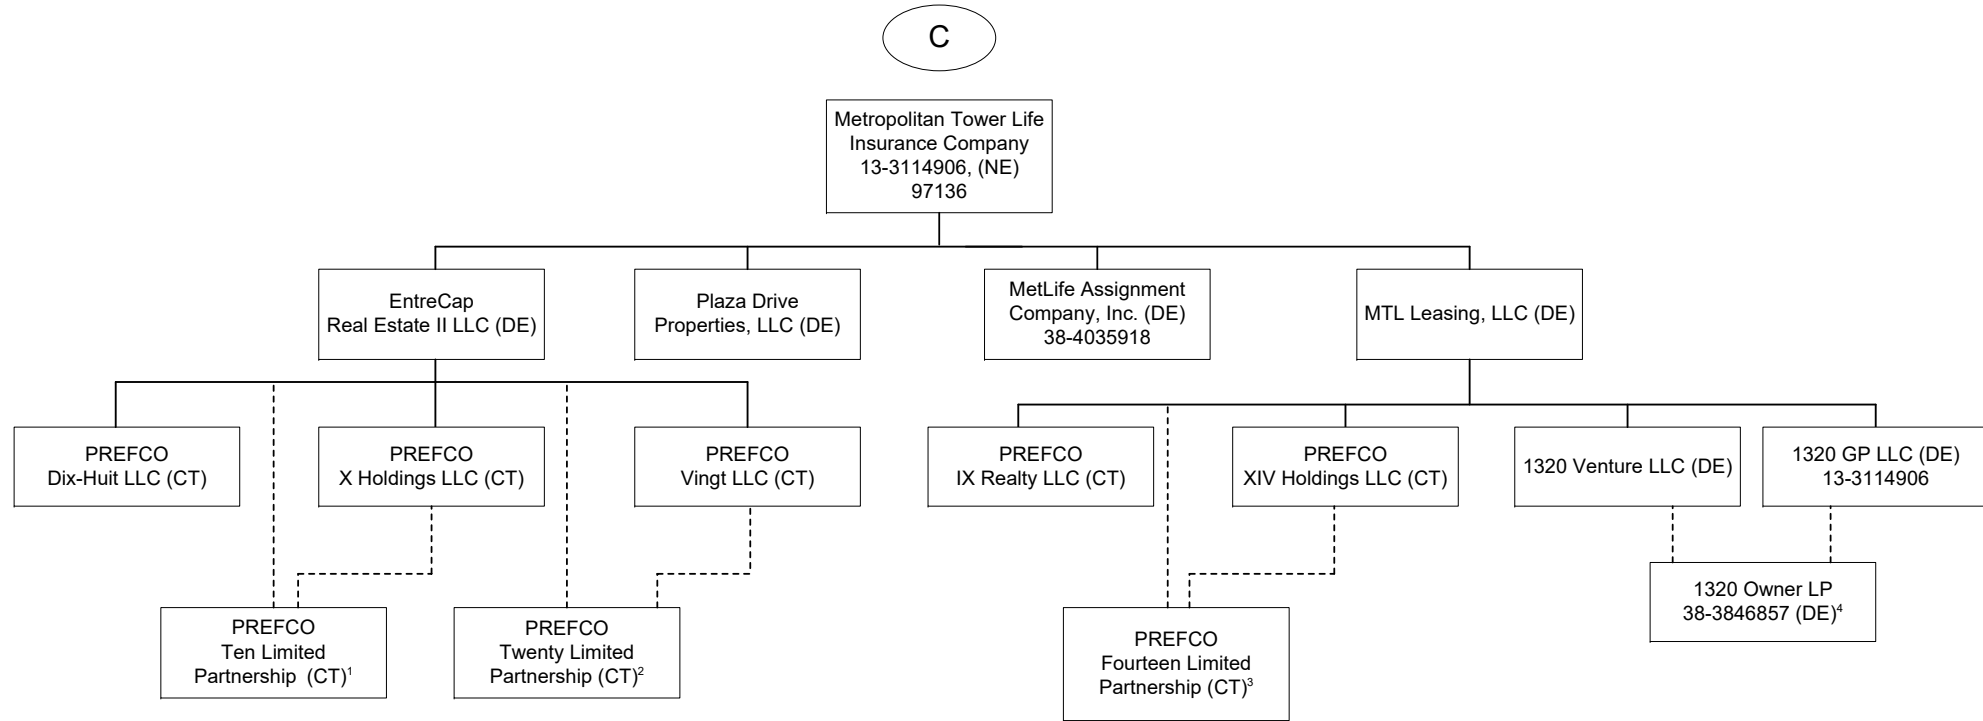 C
Metropolitan Tower Life
Insurance Company
13-3114906, (NE)
97136
EntreCap
Real Estate II LLC (DE)
Plaza Drive
Properties, LLC (DE)
MetLife Assignment
Company, Inc. (DE)
38-4035918
MTL Leasing, LLC (DE)
PREFCO
Dix-Huit LLC (CT)
PREFCO
X Holdings LLC (CT)
PREFCO
Vingt LLC (CT)
PREFCO
IX Realty LLC (CT)
PREFCO
XIV Holdings LLC (CT)
1320 Venture LLC (DE)
1320 GP LLC (DE)
13-3114906
PREFCO
Ten Limited
Partnership (CT)¹
PREFCO
Twenty Limited
Partnership (CT)²
PREFCO
Fourteen Limited
Partnership (CT)³
1320 Owner LP
38-3846857 (DE)⁴